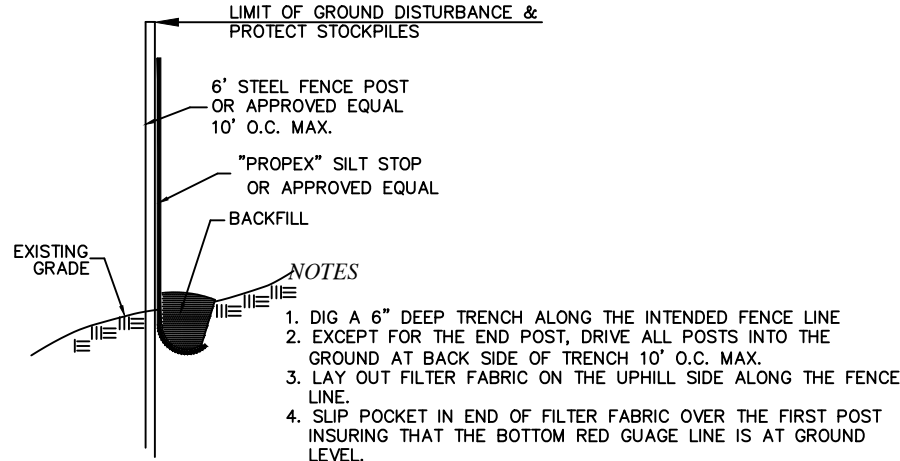 LIMIT OF GROUND DISTURBANCE &
PROTECT STOCKPILES
6' STEEL FENCE POST
OR APPROVED EQUAL
10' O.C. MAX.
"PROPEX" SILT STOP
OR APPROVED EQUAL
BACKFILL
EXISTING
GRADE
NOTES
1. DIG A 6" DEEP TRENCH ALONG THE INTENDED FENCE LINE
2. EXCEPT FOR THE END POST, DRIVE ALL POSTS INTO THE
GROUND AT BACK SIDE OF TRENCH 10' O.C. MAX.
3. LAY OUT FILTER FABRIC ON THE UPHILL SIDE ALONG THE FENCE
LINE.
4. SLIP POCKET IN END OF FILTER FABRIC OVER THE FIRST POST
INSURING THAT THE BOTTOM RED GUAGE LINE IS AT GROUND
LEVEL.